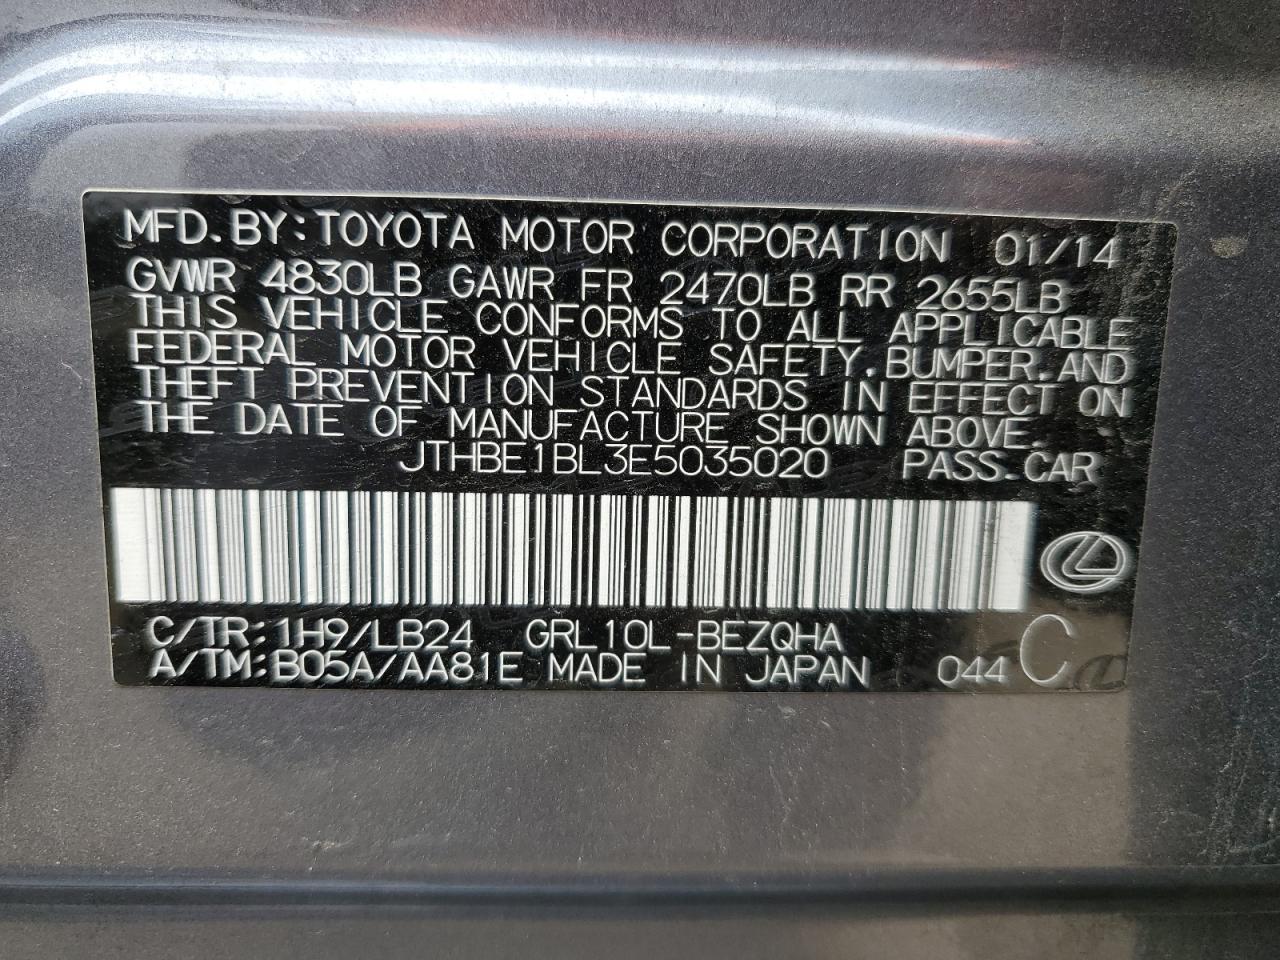 MFD. BY: TOYOTA MOTOR CORPORATION 01/14
GVWR 4830LB GAWR FR 2470LB RR 2655LB
THIS VEHICLE CONFORMS TO ALL APPLICABLE
FEDERAL MOTOR VEHICLE SAFETY. BUMPER. AND
THEFT PREVENTION STANDARDS IN EFFECT ON
THE DATE OF MANUFACTURE SHOWN ABOVE.
JTHBE1BL3E5035020 PASS. CAR
C/TR: 1H9/LB24 GRL10L-BEZQHA
A/TM: B05A/AA81E MADE IN JAPAN 044 C